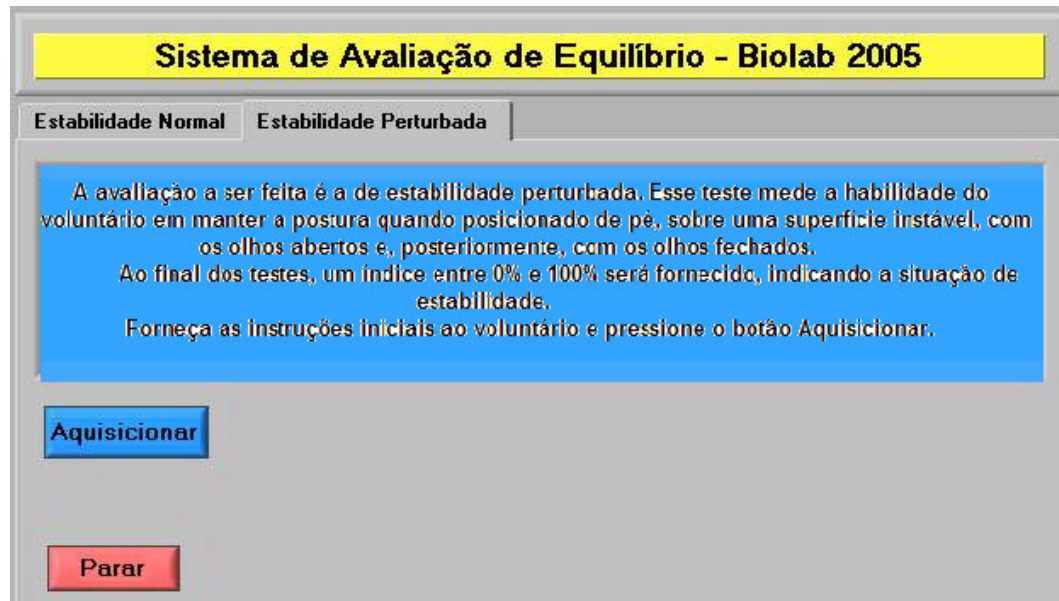 Sistema de Avaliação de Equilíbrio - Biolab 2005
Estabilidade Normal
Estabilidade Perturbada
A avaliação a ser feita é a de estabilidade perturbada. Esse teste mede a habilidade do
voluntário em manter a postura quando posicionado de pé, sobre uma superfície instável, com
os olhos abertos e, posteriormente, com os olhos fechados.
Ao final dos testes, um índice entre 0% e 100% será fornecido, indicando a situação de
estabilidade.
Forneça as instruções iniciais ao voluntário e pressione o botão Aquisicionar.
Aquisicionar
Parar